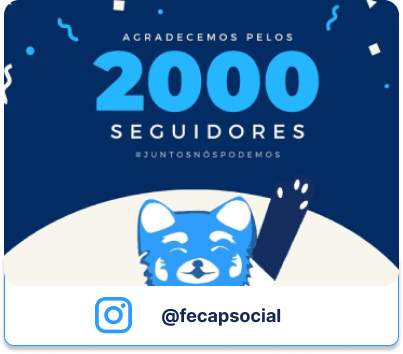 AGRADECEMOS PELOS
2000
SEGUIDORES
#JUNTOSNÓSPODEMOS
@fecapsocial